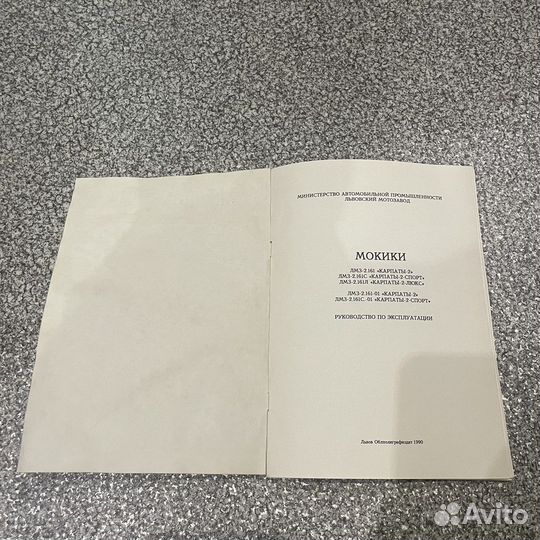 МИНИСТЕРСТВО АВТОМОБИЛЬНОЙ ПРОМЫШЛЕННОСТИ
ЛЬВОВСКИЙ МОТОЗАВОД
МОКИКИ
ЛМЗ-2.161 «КАРПАТЫ-2»
ЛМЗ-2.161С «КАРПАТЫ-2-СПОРТ»
ЛМЗ-2.161Л «КАРПАТЫ-2-ЛЮКС»
ЛМЗ-2.161-01 «КАРПАТЫ-2»
ЛМЗ-2.161С-01 «КАРПАТЫ-2-СПОРТ»
РУКОВОДСТВО ПО ЭКСПЛУАТАЦИИ
Львов Облполиграфиздат 1990
Avito